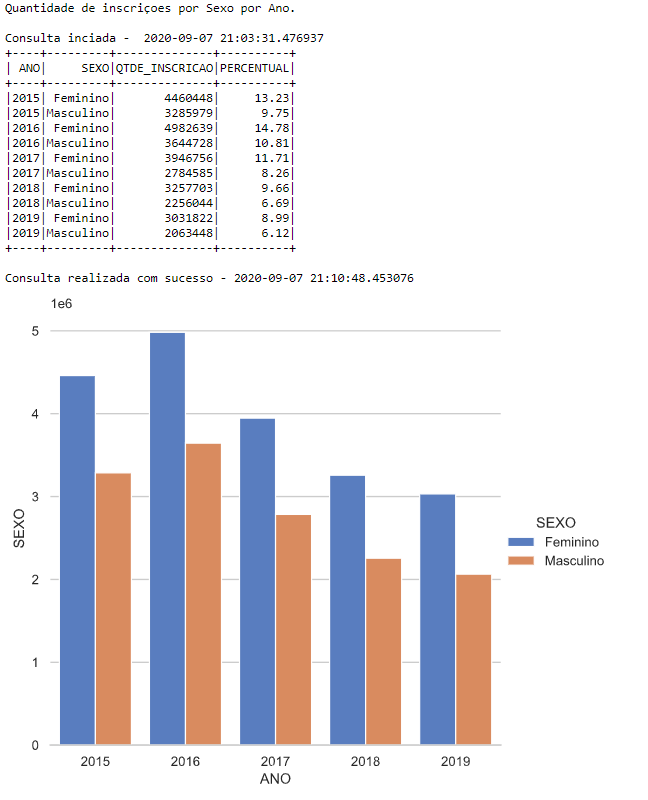 Quantidade de inscriçoes por Sexo por Ano.
Consulta inciada -  2020-09-07 21:03:31.476937
+----+---------+-------------+----------+
| ANO|     SEXO|QTDE_INSCRICAO|PERCENTUAL|
+----+---------+-------------+----------+
|2015| Feminino|       4460448|     13.23|
|2015|Masculino|       3285979|      9.75|
|2016| Feminino|       4982639|     14.78|
|2016|Masculino|       3644728|     10.81|
|2017| Feminino|       3946756|     11.71|
|2017|Masculino|       2784585|      8.26|
|2018| Feminino|       3257703|      9.66|
|2018|Masculino|       2256044|      6.69|
|2019| Feminino|       3031822|      8.99|
|2019|Masculino|       2063448|      6.12|
+----+---------+-------------+----------+
Consulta realizada com sucesso - 2020-09-07 21:10:48.453076
1e6
5
4
3
2
1
0
SEXO
2015 2016 2017 2018 2019
ANO
SEXO
Feminino
Masculino